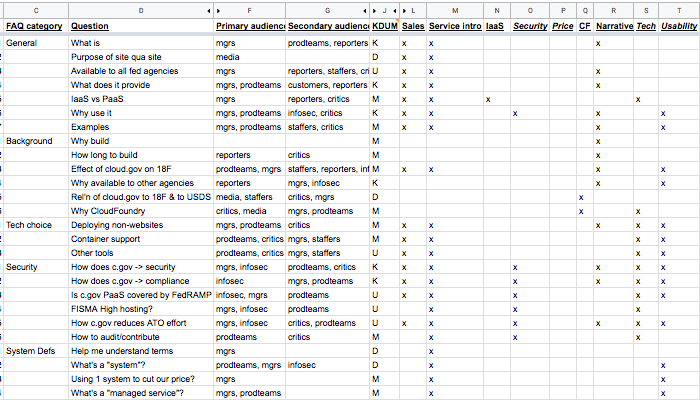 C D F G J L M N O P Q R S T
FAQ category Question Primary audienc Secondary audienc KDUM Sales Service intro IaaS Security Price CF Narrative Tech Usability
General What is mgrs prodteams, reporters K x x x
Purpose of site qua site media D x x
Available to all fed agencies mgrs reporters, staffers, cri U x x x
What does it provide mgrs, prodteams customers, reporters K x x x
IaaS vs PaaS mgrs reporters, critics M x x x x
Why use it mgrs, prodteams infosec, critics K x x x x x
Examples mgrs, prodteams staffers, critics M x x x x
Background Why build M x
How long to build reporters critics M x
Effect of cloud.gov on 18F prodteams, mgrs staffers, reporters, inf M x x x x
Why available to other agencies reporters mgrs, infosec K x x
Rel'n of cloud.gov to 18F & to USDS media, staffers critics, mgrs D x
Why CloudFoundry critics, media mgrs, prodteams M x x
Tech choice Deploying non-websites mgrs, prodteams critics M x x x x x
Container support prodteams, critics mgrs, staffers M x x x x
Other tools prodteams, critics mgrs, staffers U x x x x
Security How does c.gov -> security mgrs, infosec prodteams, critics K x x x x x x
How does c.gov -> compliance infosec mgrs, prodteams K x x x x x x
Is c.gov PaaS covered by FedRAMP infosec, mgrs prodteams U x x x x x
FISMA High hosting? mgrs, infosec prodteams U x x x x
How c.gov reduces ATO effort mgrs, infosec critics, prodteams U x x x x x x
How to audit/contribute prodteams critics M x x x
System Defs Help me understand terms mgrs D x
What's a "system"? prodteams, mgrs infosec D x x
Using 1 system to cut our price? mgrs M x x
What's a "managed service"? mgrs, prodteams M x x